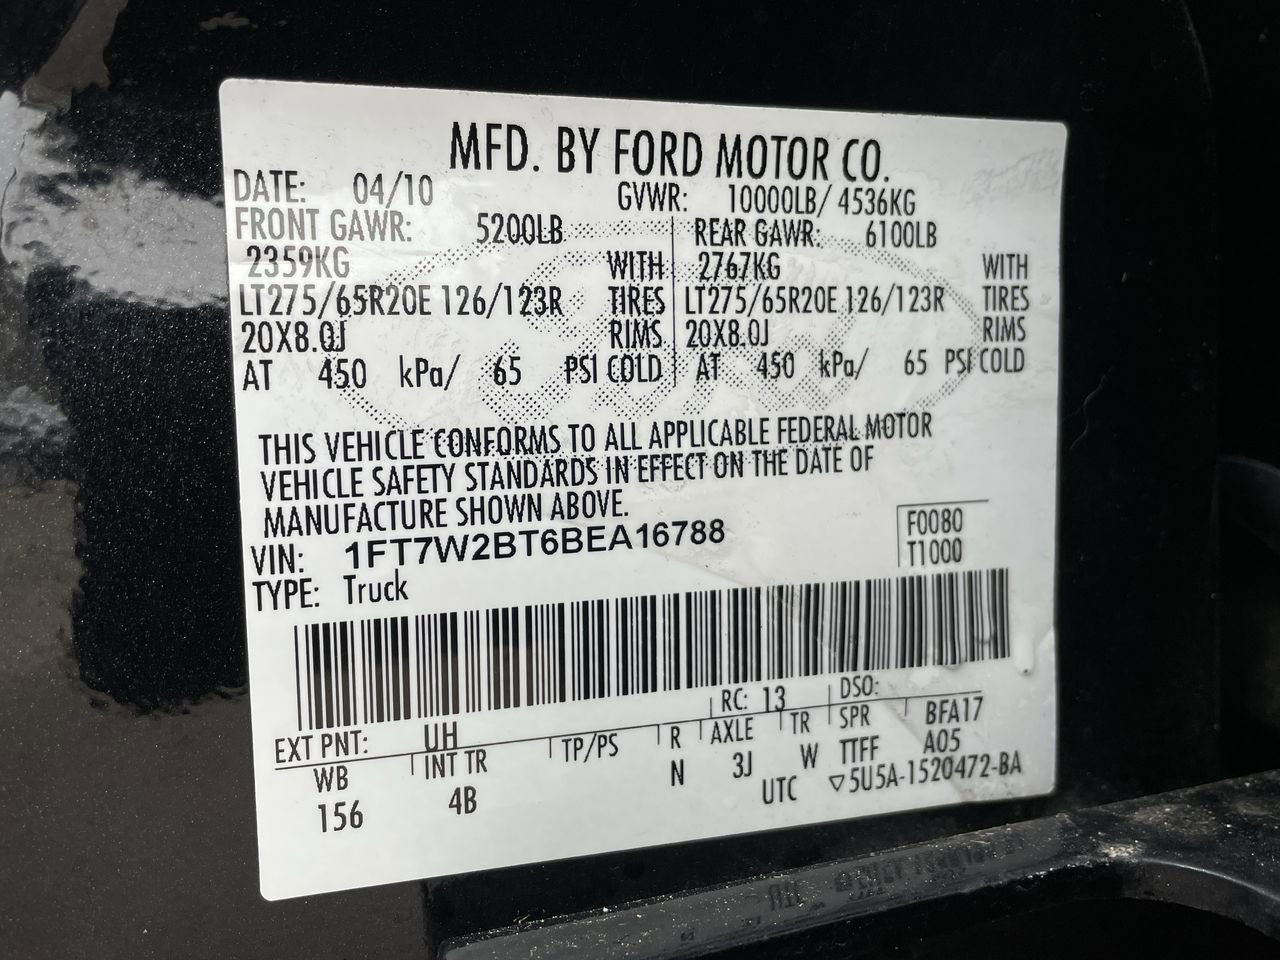 MFD. BY FORD MOTOR CO.
DATE: 04/10 GVWR: 10000LB/ 4536KG
FRONT GAWR: 5200LB REAR GAWR: 6100LB
2359KG WITH 2767KG WITH
LT275/65R20E 126/123R TIRES LT275/65R20E 126/123R TIRES
20X8.0J RIMS 20X8.0J RIMS
AT 450 kPa/ 65 PSI COLD AT 450 kPa/ 65 PSI COLD
THIS VEHICLE CONFORMS TO ALL APPLICABLE FEDERAL MOTOR
VEHICLE SAFETY STANDARDS IN EFFECT ON THE DATE OF
MANUFACTURE SHOWN ABOVE.
VIN: 1FT7W2BT6BEA16788 F0080
TYPE: Truck T1000
EXT PNT: UH RC: 13 DSO:
WB INT TR TP/PS R AXLE TR SPR BFA17
156 4B N 3J W TTFF A05
UTC ▽5U5A-1520472-BA